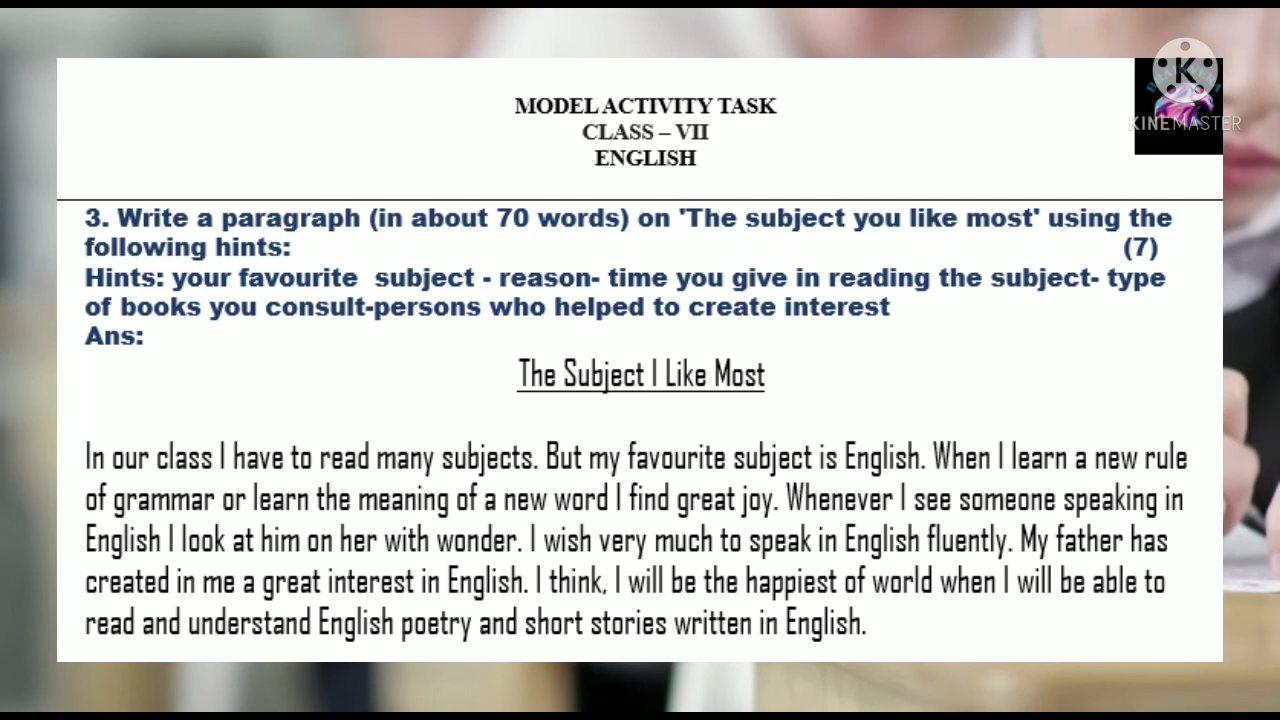 MODEL ACTIVITY TASK
CLASS – VII
ENGLISH
KINEMASTER
3. Write a paragraph (in about 70 words) on 'The subject you like most' using the
following hints: (7)
Hints: your favourite subject - reason- time you give in reading the subject- type
of books you consult-persons who helped to create interest
Ans:
The Subject I Like Most
In our class I have to read many subjects. But my favourite subject is English. When I learn a new rule
of grammar or learn the meaning of a new word I find great joy. Whenever I see someone speaking in
English I look at him on her with wonder. I wish very much to speak in English fluently. My father has
created in me a great interest in English. I think, I will be the happiest of world when I will be able to
read and understand English poetry and short stories written in English.